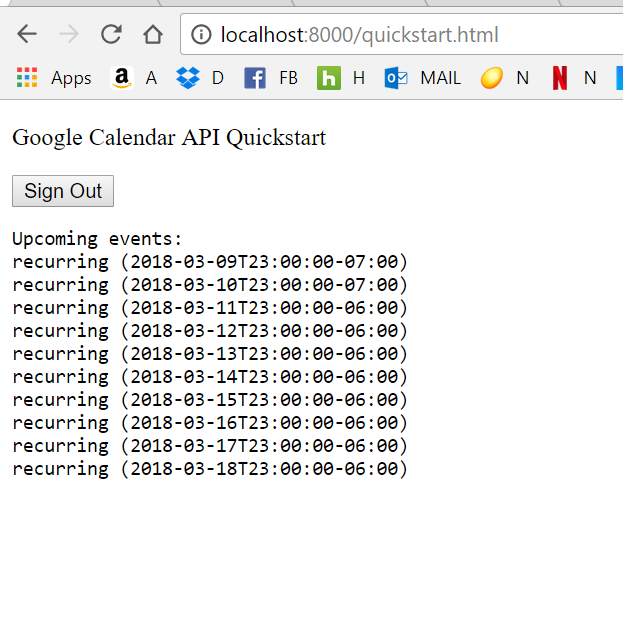 localhost:8000/quickstart.html
Apps a A D f FB h H o MAIL N N N
Google Calendar API Quickstart
Sign Out
Upcoming events:
recurring (2018-03-09T23:00:00-07:00)
recurring (2018-03-10T23:00:00-07:00)
recurring (2018-03-11T23:00:00-06:00)
recurring (2018-03-12T23:00:00-06:00)
recurring (2018-03-13T23:00:00-06:00)
recurring (2018-03-14T23:00:00-06:00)
recurring (2018-03-15T23:00:00-06:00)
recurring (2018-03-16T23:00:00-06:00)
recurring (2018-03-17T23:00:00-06:00)
recurring (2018-03-18T23:00:00-06:00)